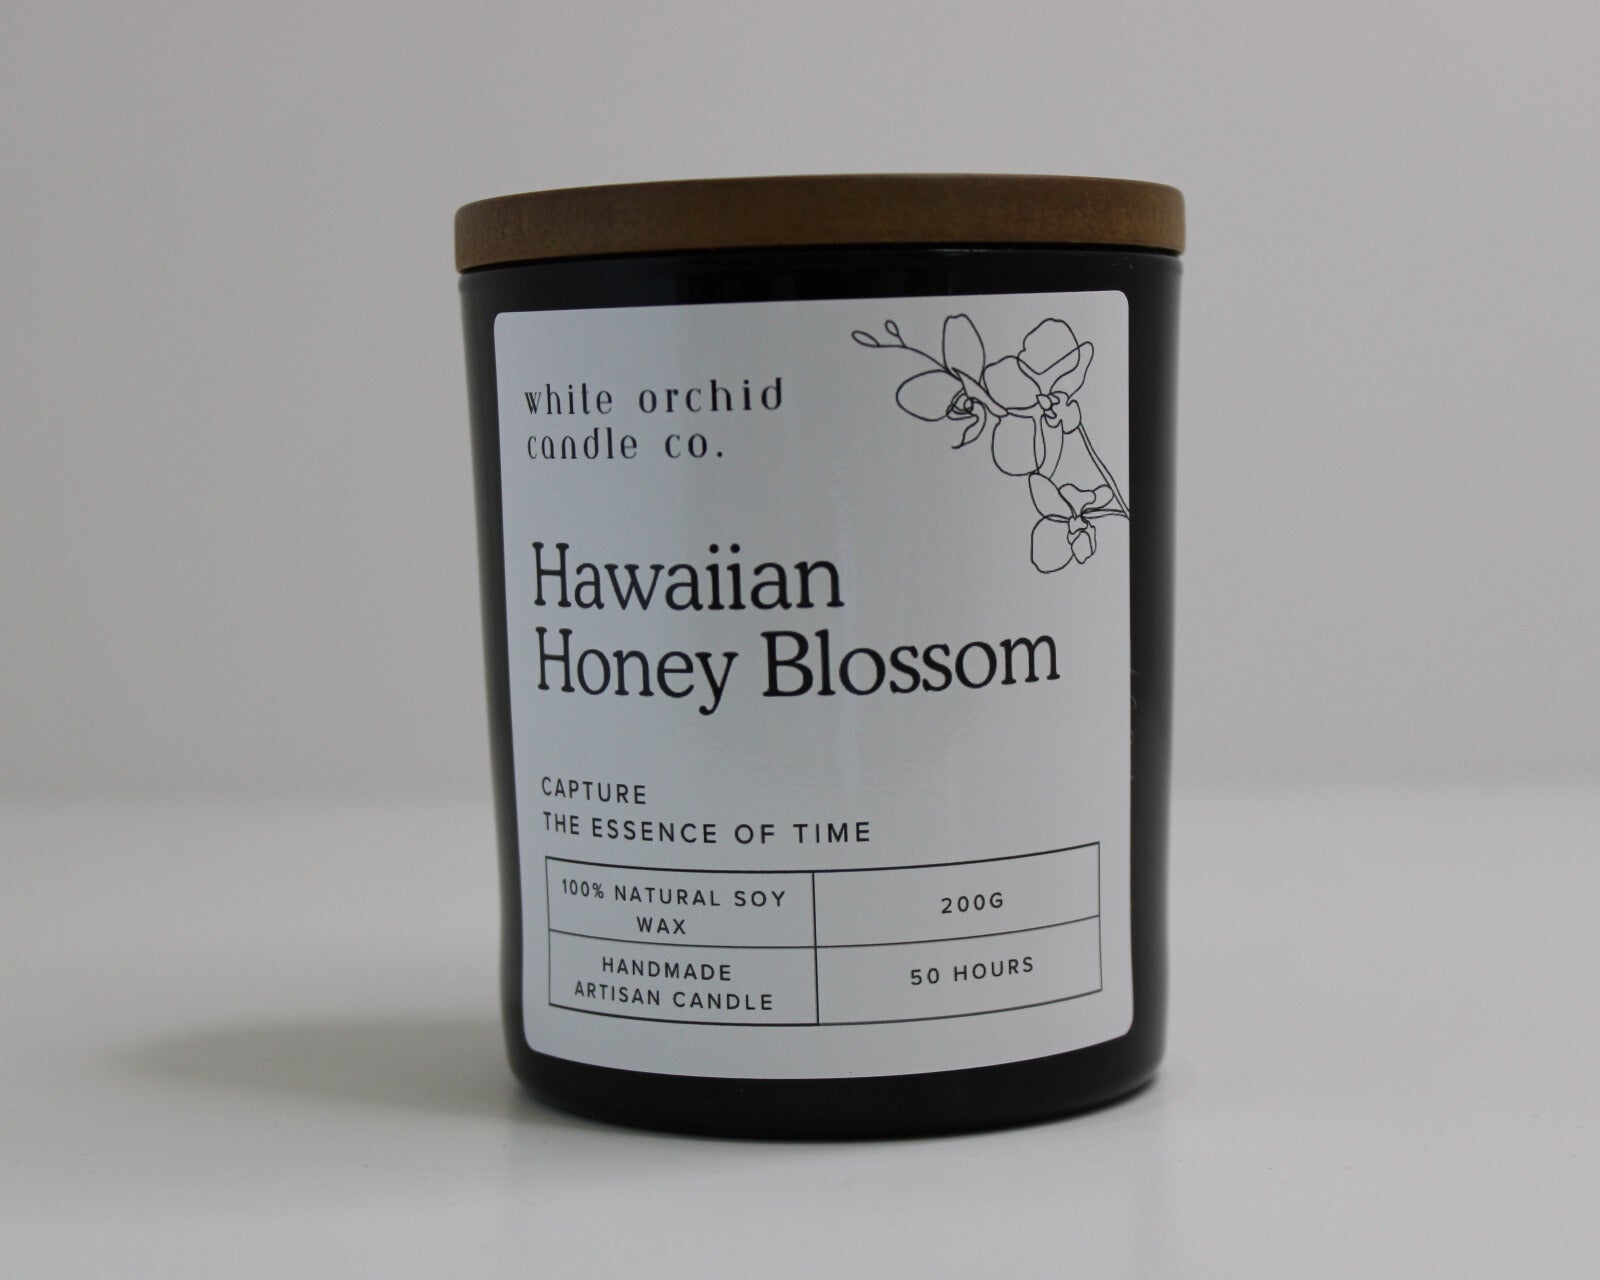 white orchid
candle co.
Hawaiian
Honey Blossom
CAPTURE
THE ESSENCE OF TIME
100% NATURAL SOY
WAX
200G
HANDMADE
ARTISAN CANDLE
50 HOURS